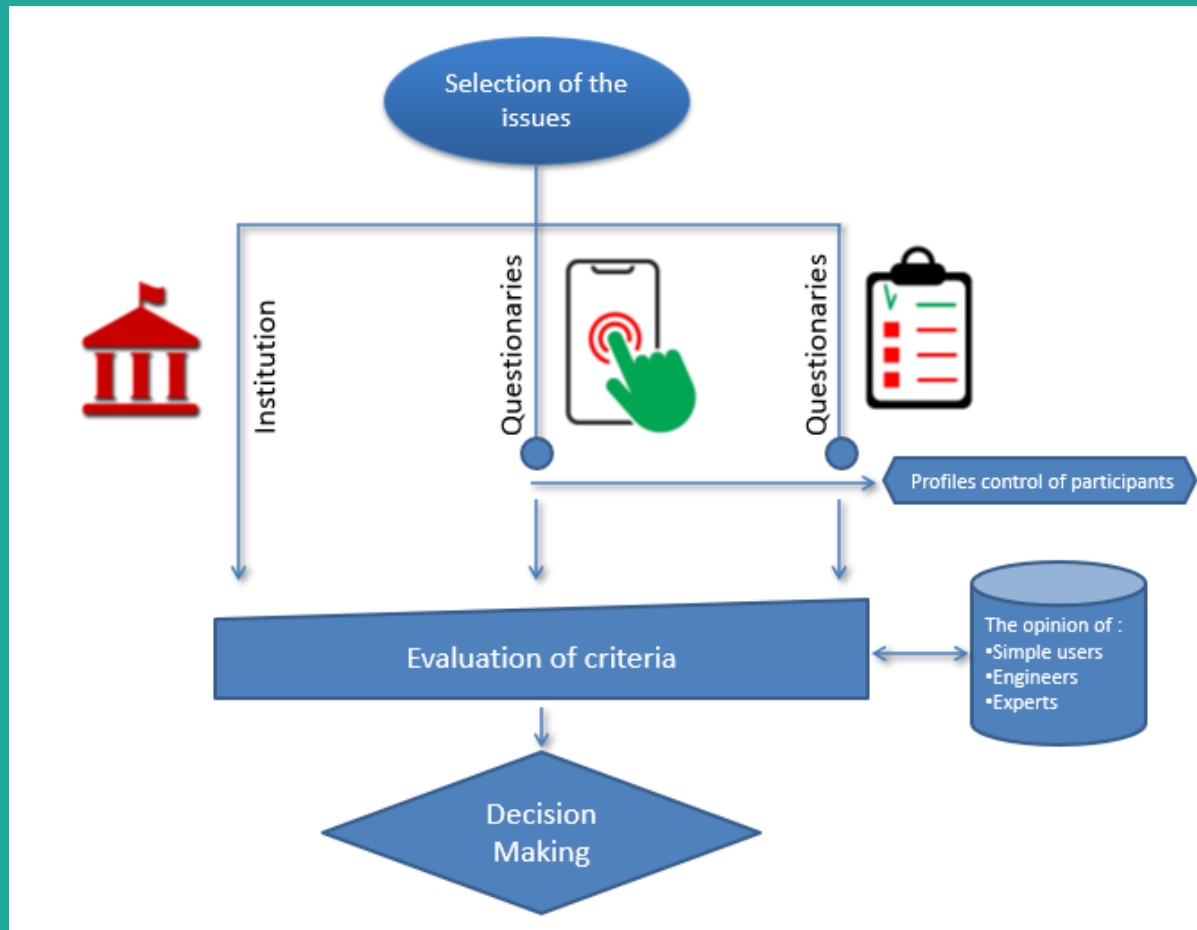 Selection of the
issues
Institution
Questionaries
Questionaries
Profiles control of participants
Evaluation of criteria
The opinion of :
•Simple users
•Engineers
•Experts
Decision
Making